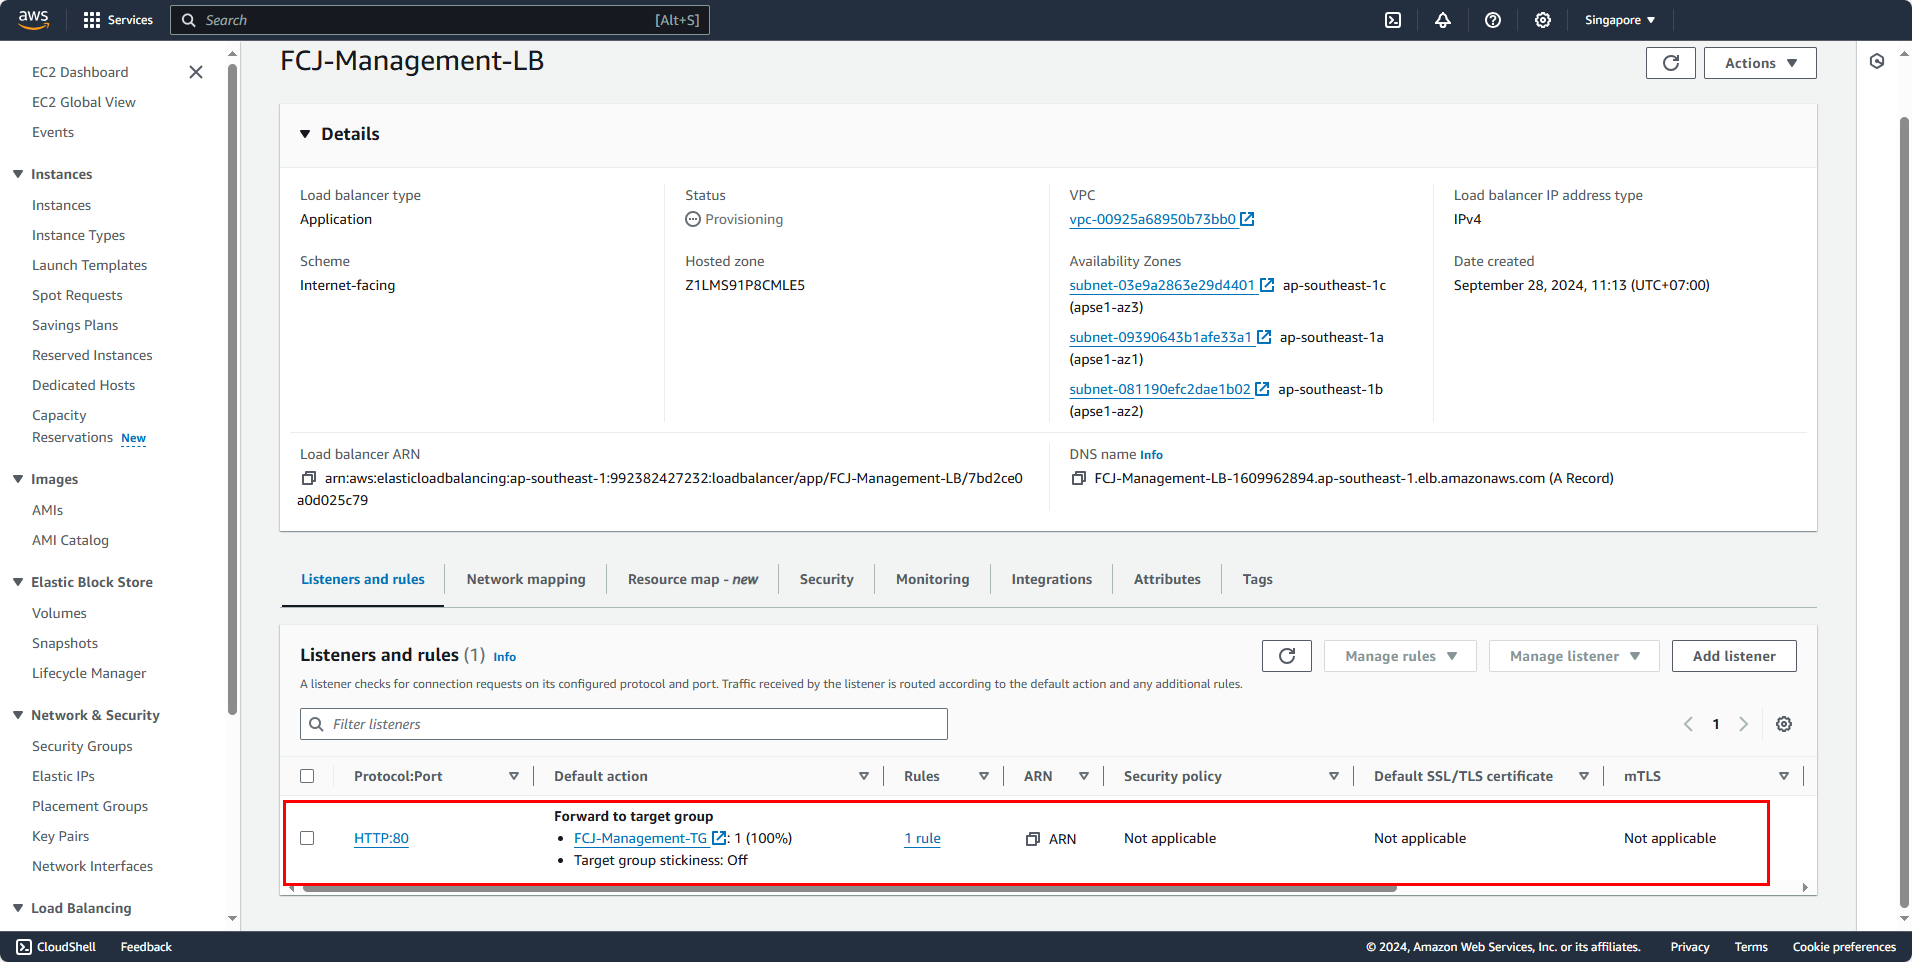 aws
Services
Search
[Alt+S]
Singapore
EC2 Dashboard
EC2 Global View
Events
Instances
Instances
Instance Types
Launch Templates
Spot Requests
Savings Plans
Reserved Instances
Dedicated Hosts
Capacity
Reservations New
Images
AMIs
AMI Catalog
Elastic Block Store
Volumes
Snapshots
Lifecycle Manager
Network & Security
Security Groups
Elastic IPs
Placement Groups
Key Pairs
Network Interfaces
Load Balancing
FCJ-Management-LB
Actions
Details
Load balancer type
Application
Status
Provisioning
VPC
vpc-00925a68950b73bb0
Load balancer IP address type
IPv4
Scheme
Internet-facing
Hosted zone
Z1LMS91P8CMLE5
Availability Zones
subnet-03e9a2863e29d4401 ap-southeast-1c
(apse1-az3)
subnet-09390643b1afe33a1 ap-southeast-1a
(apse1-az1)
subnet-081190efc2dae1b02 ap-southeast-1b
(apse1-az2)
Date created
September 28, 2024, 11:13 (UTC+07:00)
Load balancer ARN
arn:aws:elasticloadbalancing:ap-southeast-1:992382427232:loadbalancer/app/FCJ-Management-LB/7bd2ce0
a0d025c79
DNS name Info
FCJ-Management-LB-1609962894.ap-southeast-1.elb.amazonaws.com (A Record)
Listeners and rules
Network mapping
Resource map - new
Security
Monitoring
Integrations
Attributes
Tags
Listeners and rules (1) Info
Manage rules
Manage listener
Add listener
A listener checks for connection requests on its configured protocol and port. Traffic received by the listener is routed according to the default action and any additional rules.
Filter listeners
1
Protocol:Port
Default action
Rules
ARN
Security policy
Default SSL/TLS certificate
mTLS
HTTP:80
Forward to target group
• FCJ-Management-TG : 1 (100%)
• Target group stickiness: Off
1 rule
ARN
Not applicable
Not applicable
Not applicable
CloudShell
Feedback
© 2024, Amazon Web Services, Inc. or its affiliates.
Privacy
Terms
Cookie preferences